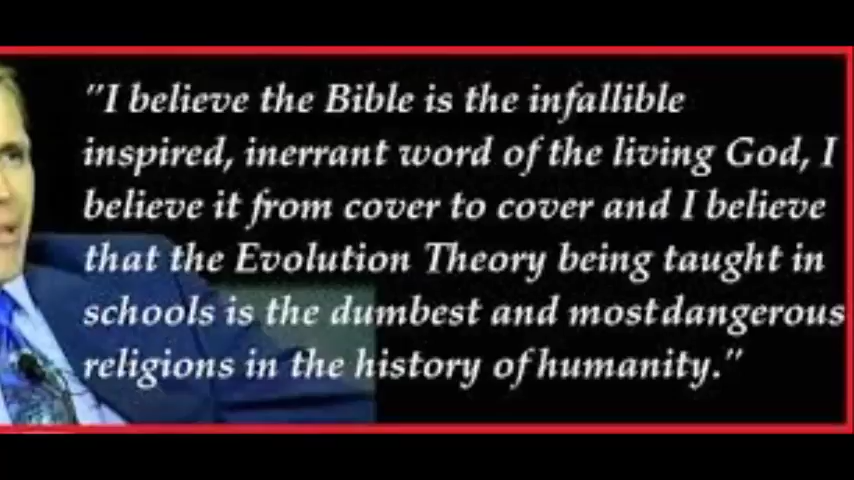 "I believe the Bible is the infallible
inspired, inerrant word of the living God, I
believe it from cover to cover and I believe
that the Evolution Theory being taught in
schools is the dumbest and most dangerous
religions in the history of humanity."